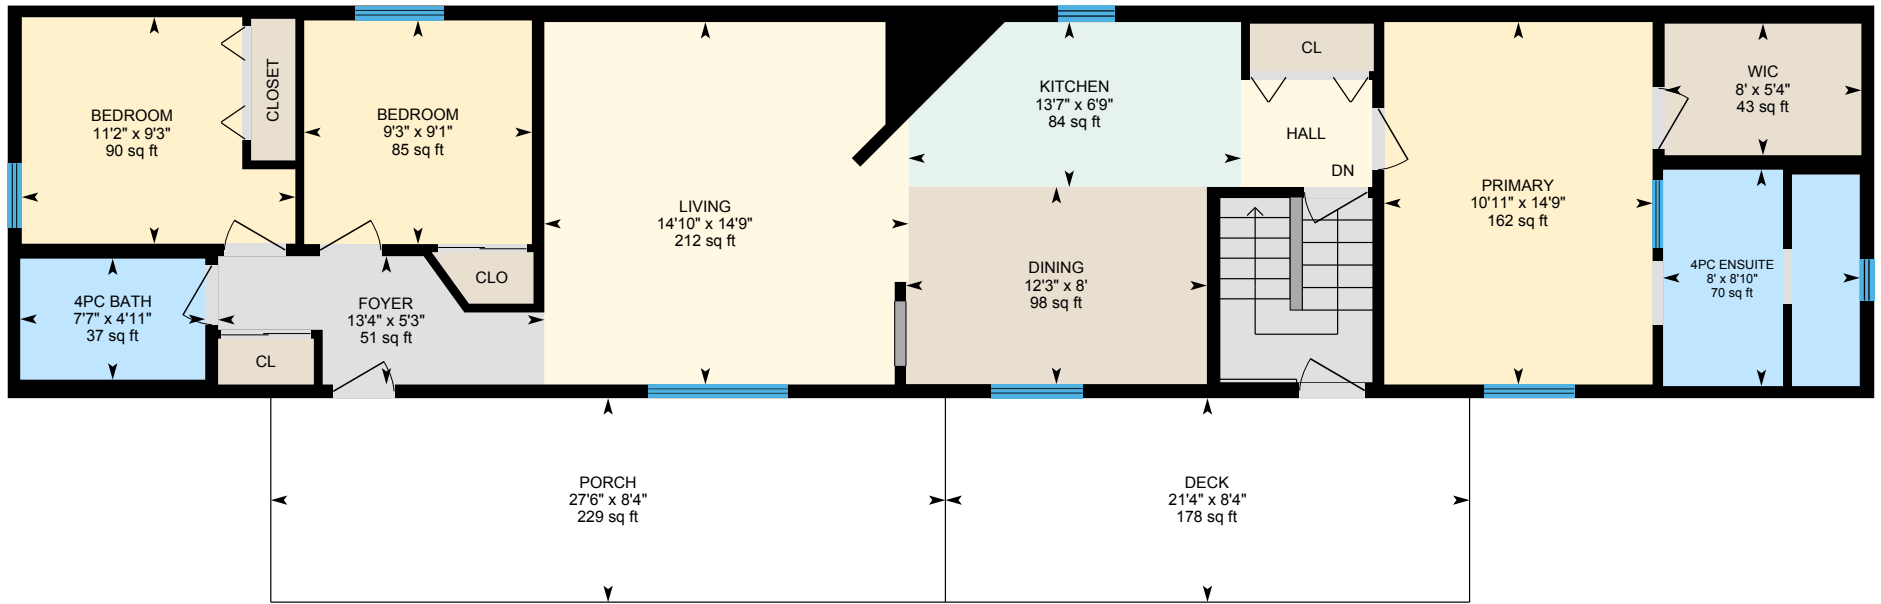 BEDROOM
11'2" x 9'3"
90 sq ft
CLOSET
BEDROOM
9'3" x 9'1"
85 sq ft
LIVING
14'10" x 14'9"
212 sq ft
KITCHEN
13'7" x 6'9"
84 sq ft
CL
HALL
DN
PRIMARY
10'11" x 14'9"
162 sq ft
WIC
8' x 5'4"
43 sq ft
4PC BATH
7'7" x 4'11"
37 sq ft
CL
FOYER
13'4" x 5'3"
51 sq ft
CLO
DINING
12'3" x 8'
98 sq ft
4PC ENSUITE
8' x 8'10"
70 sq ft
PORCH
27'6" x 8'4"
229 sq ft
DECK
21'4" x 8'4"
178 sq ft